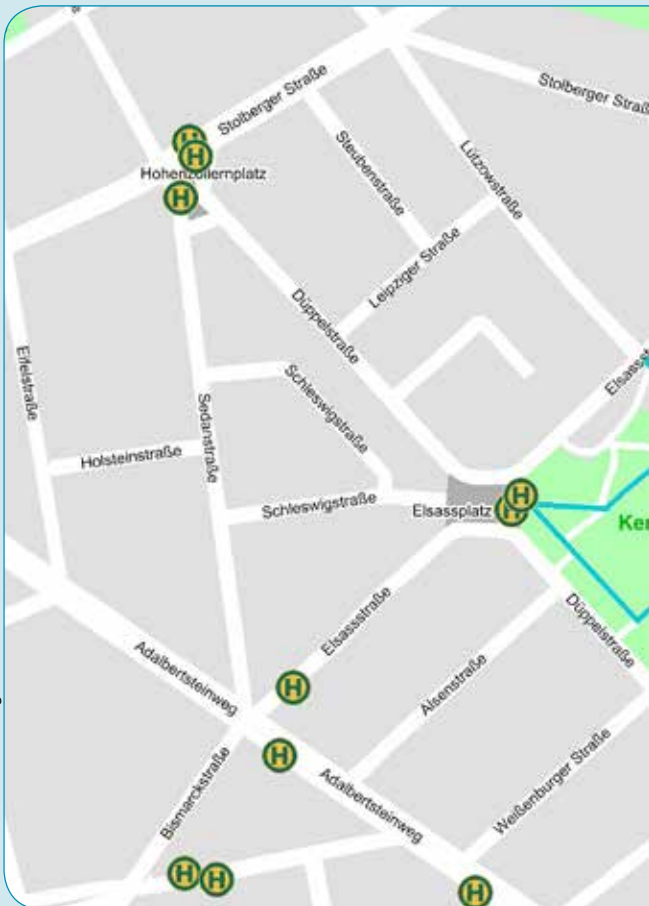 Stolberger Straße
Stolberger Straße
H
H
Hohenzollernplatz
H
Steubenstraße
Lützowstraße
Leipziger Straße
Düppelstraße
Eifelstraße
Schleswigstraße
Sedanstraße
Holsteinstraße
Schleswigstraße
Elsassplatz
H
H
Elsassstraße
Düppelstraße
Alsenstraße
Adalbertsteinweg
H
H
Adalbertsteinweg
Weißenburger Straße
Bismarckstraße
H
H
H